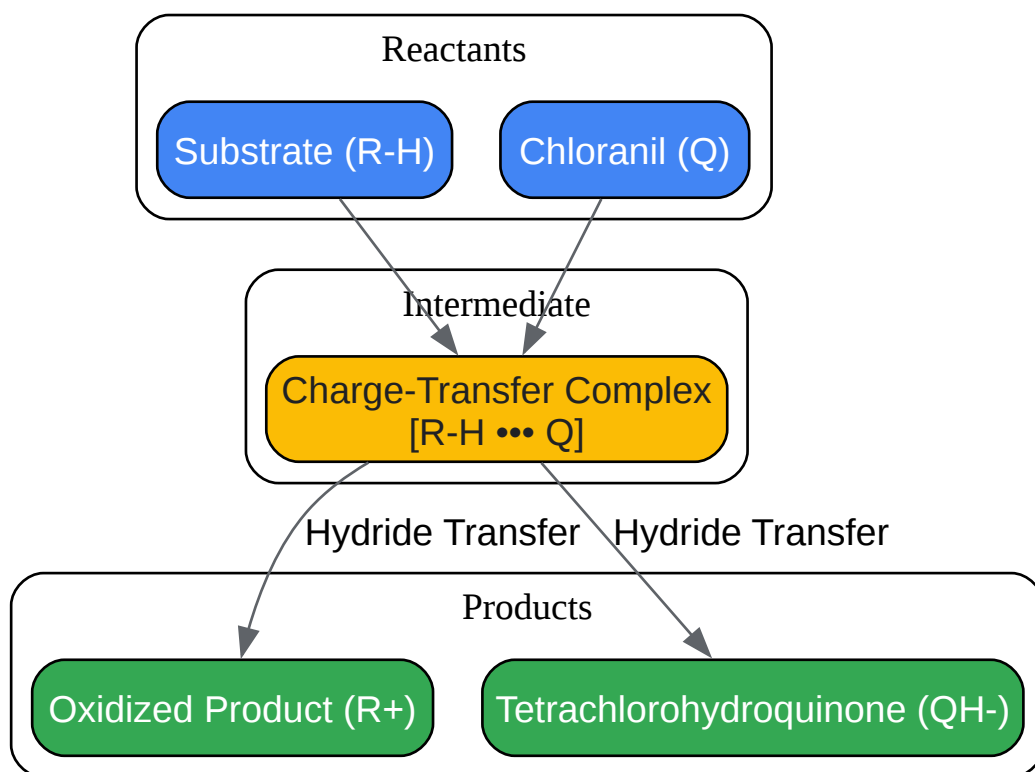 Reactants
Substrate (R-H)
Chloranil (Q)
Intermediate
Charge-Transfer Complex
[R-H ••• Q]
Hydride Transfer
Hydride Transfer
Products
Oxidized Product (R+)
Tetrachlorohydroquinone (QH-)